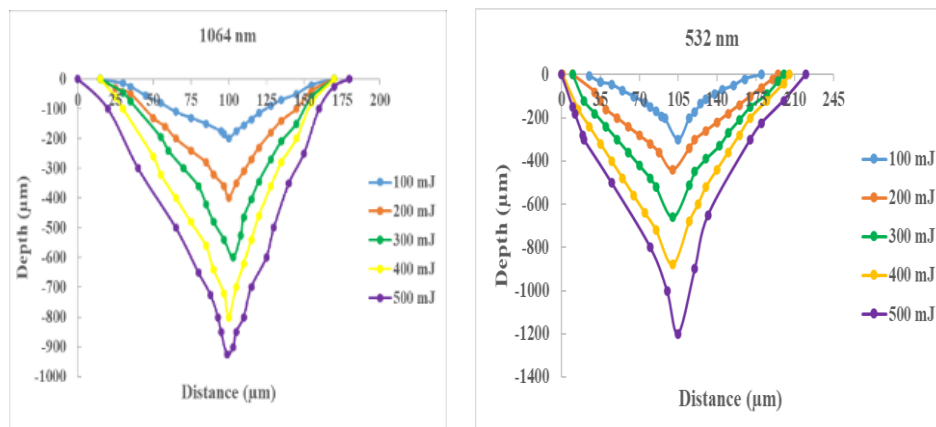 1064 nm
0
-100
-200
-300
-400
-500
-600
-700
-800
-900
-1000
0 25 50 75 100 125 150 175 200
Depth (µm)
Distance (µm)
100 mJ
200 mJ
300 mJ
400 mJ
500 mJ
532 nm
0
-200
-400
-600
-800
-1000
-1200
-1400
0 35 70 105 140 175 210 245
Depth (µm)
Distance (µm)
100 mJ
200 mJ
300 mJ
400 mJ
500 mJ